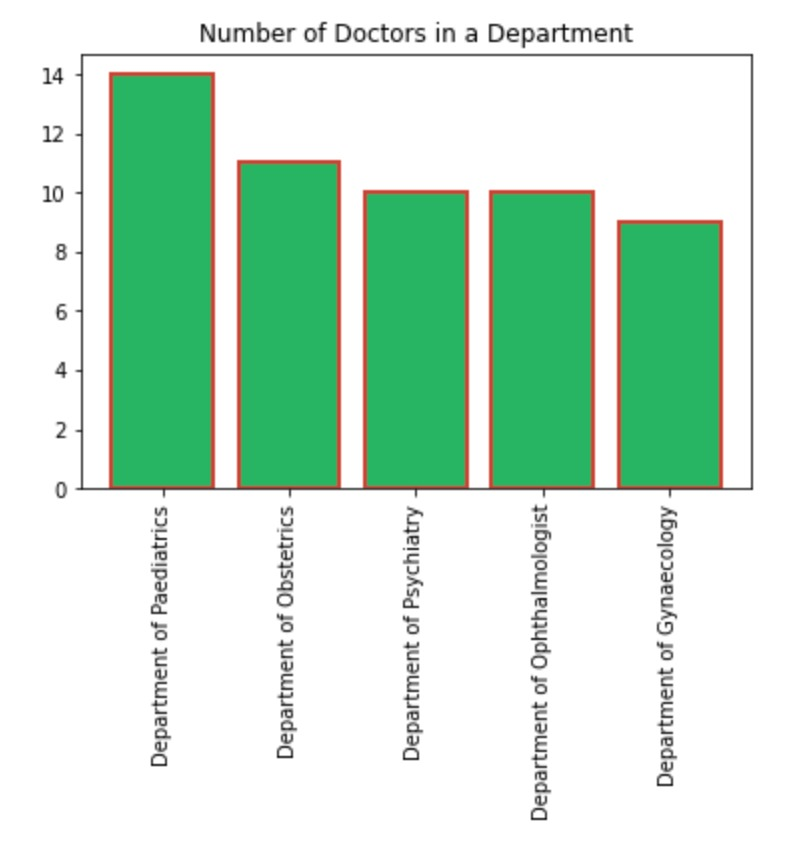 Number of Doctors in a Department
14
12
10
8
6
4
2
0
Department of Paediatrics
Department of Obstetrics
Department of Psychiatry
Department of Ophthalmologist
Department of Gynaecology